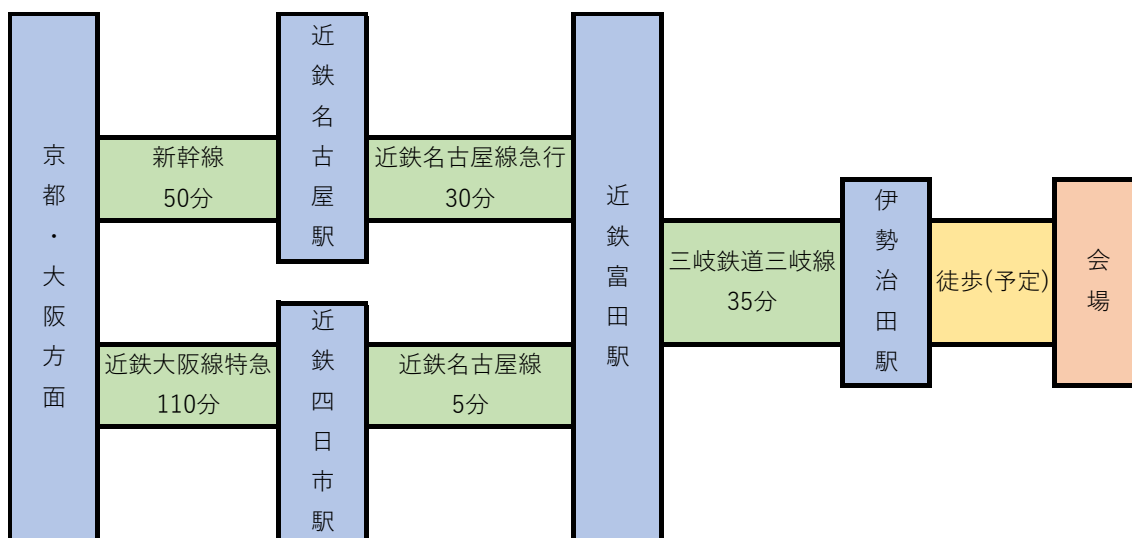 京都・大阪方面
新幹線
50分
近鉄名古屋駅
近鉄名古屋線急行
30分
近鉄大阪線特急
110分
近鉄四日市駅
近鉄名古屋線
5分
近鉄富田駅
三岐鉄道三岐線
35分
伊勢治田駅
徒歩(予定)
会場